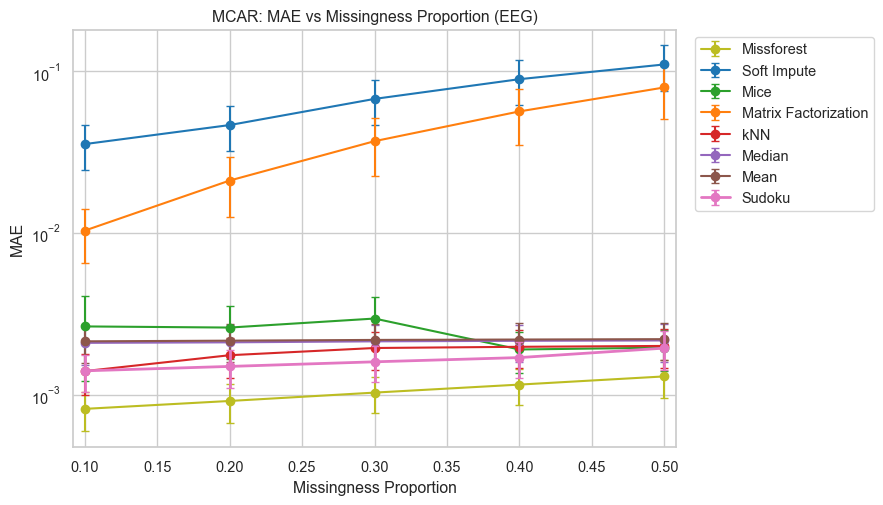 MCAR: MAE vs Missingness Proportion (EEG)
MAE
10⁻¹
10⁻²
10⁻³
0.10 0.15 0.20 0.25 0.30 0.35 0.40 0.45 0.50
Missingness Proportion
Missforest
Soft Impute
Mice
Matrix Factorization
kNN
Median
Mean
Sudoku